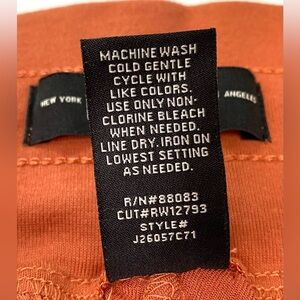 NEW YORK
ANGELES
MACHINE WASH
COLD GENTLE
CYCLE WITH
LIKE COLORS.
USE ONLY NON-
CLORINE BLEACH
WHEN NEEDED.
LINE DRY. IRON ON
LOWEST SETTING
AS NEEDED.
R/N#88083
CUT#RW12793
STYLE#
J26057C71